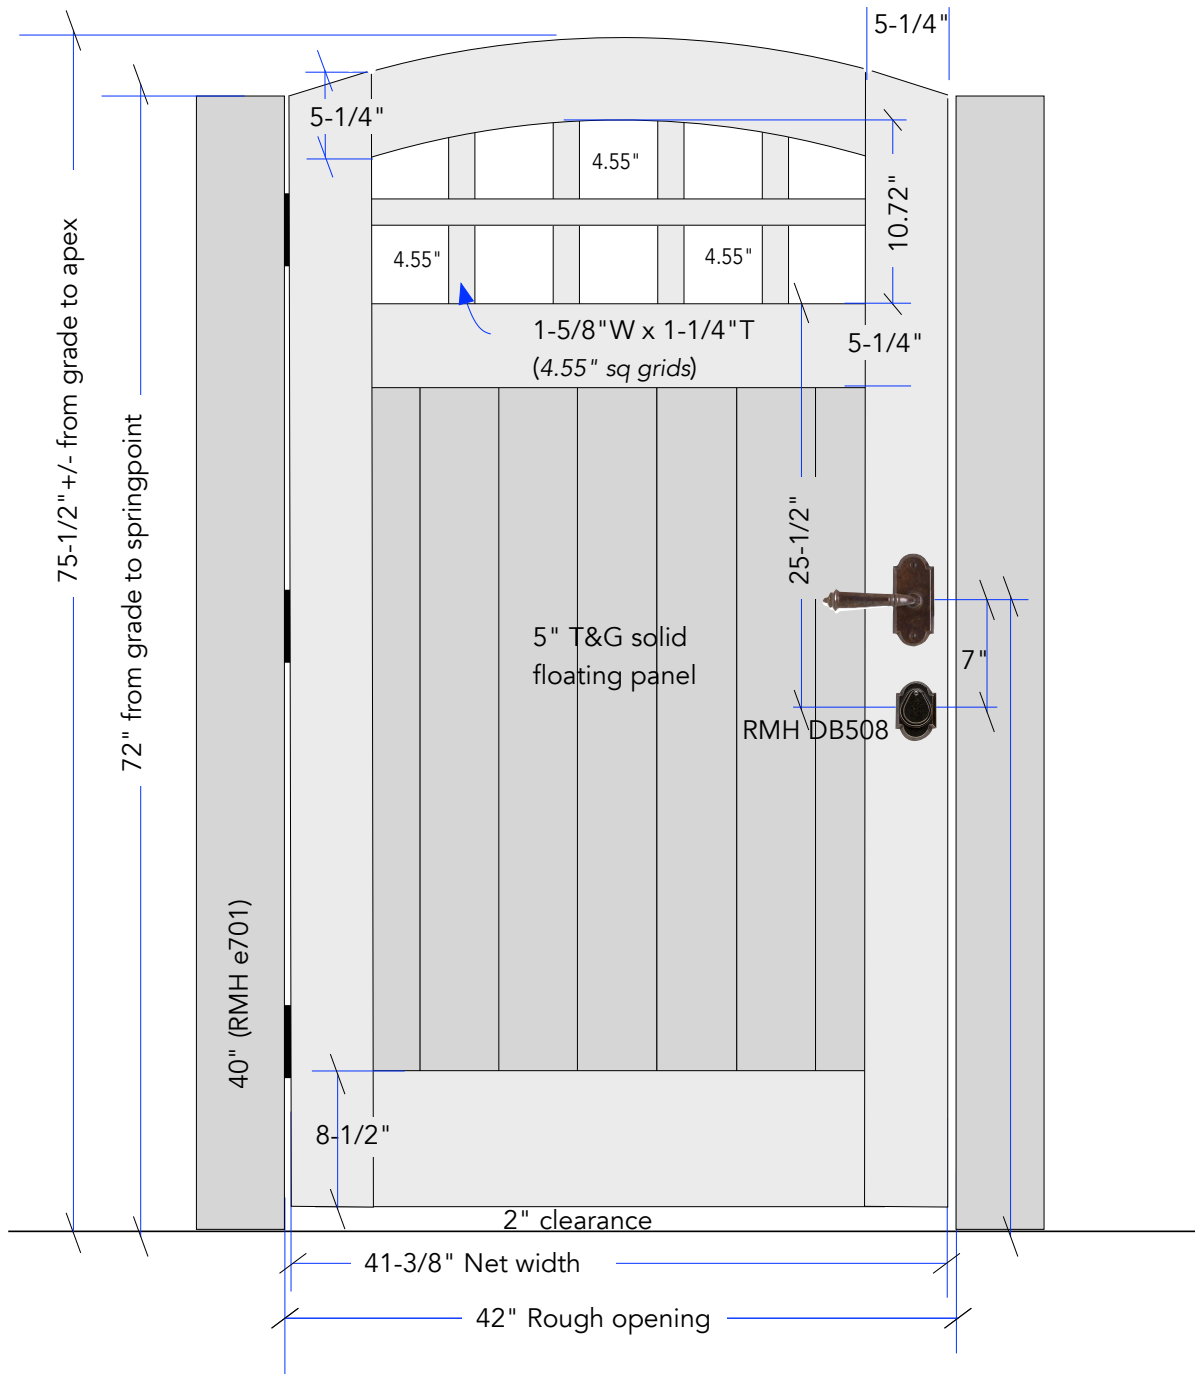 5-1/4"
5-1/4"
4.55"
10.72"
4.55"
4.55"
75-1/2"+/- from grade to apex
72" from grade to springpoint
1-5/8"W x 1-1/4"T
(4.55" sq grids)
5-1/4"
25-1/2"
5" T&G solid
floating panel
7"
RMH DB508
40" (RMH e701)
8-1/2"
2" clearance
41-3/8" Net width
42" Rough opening